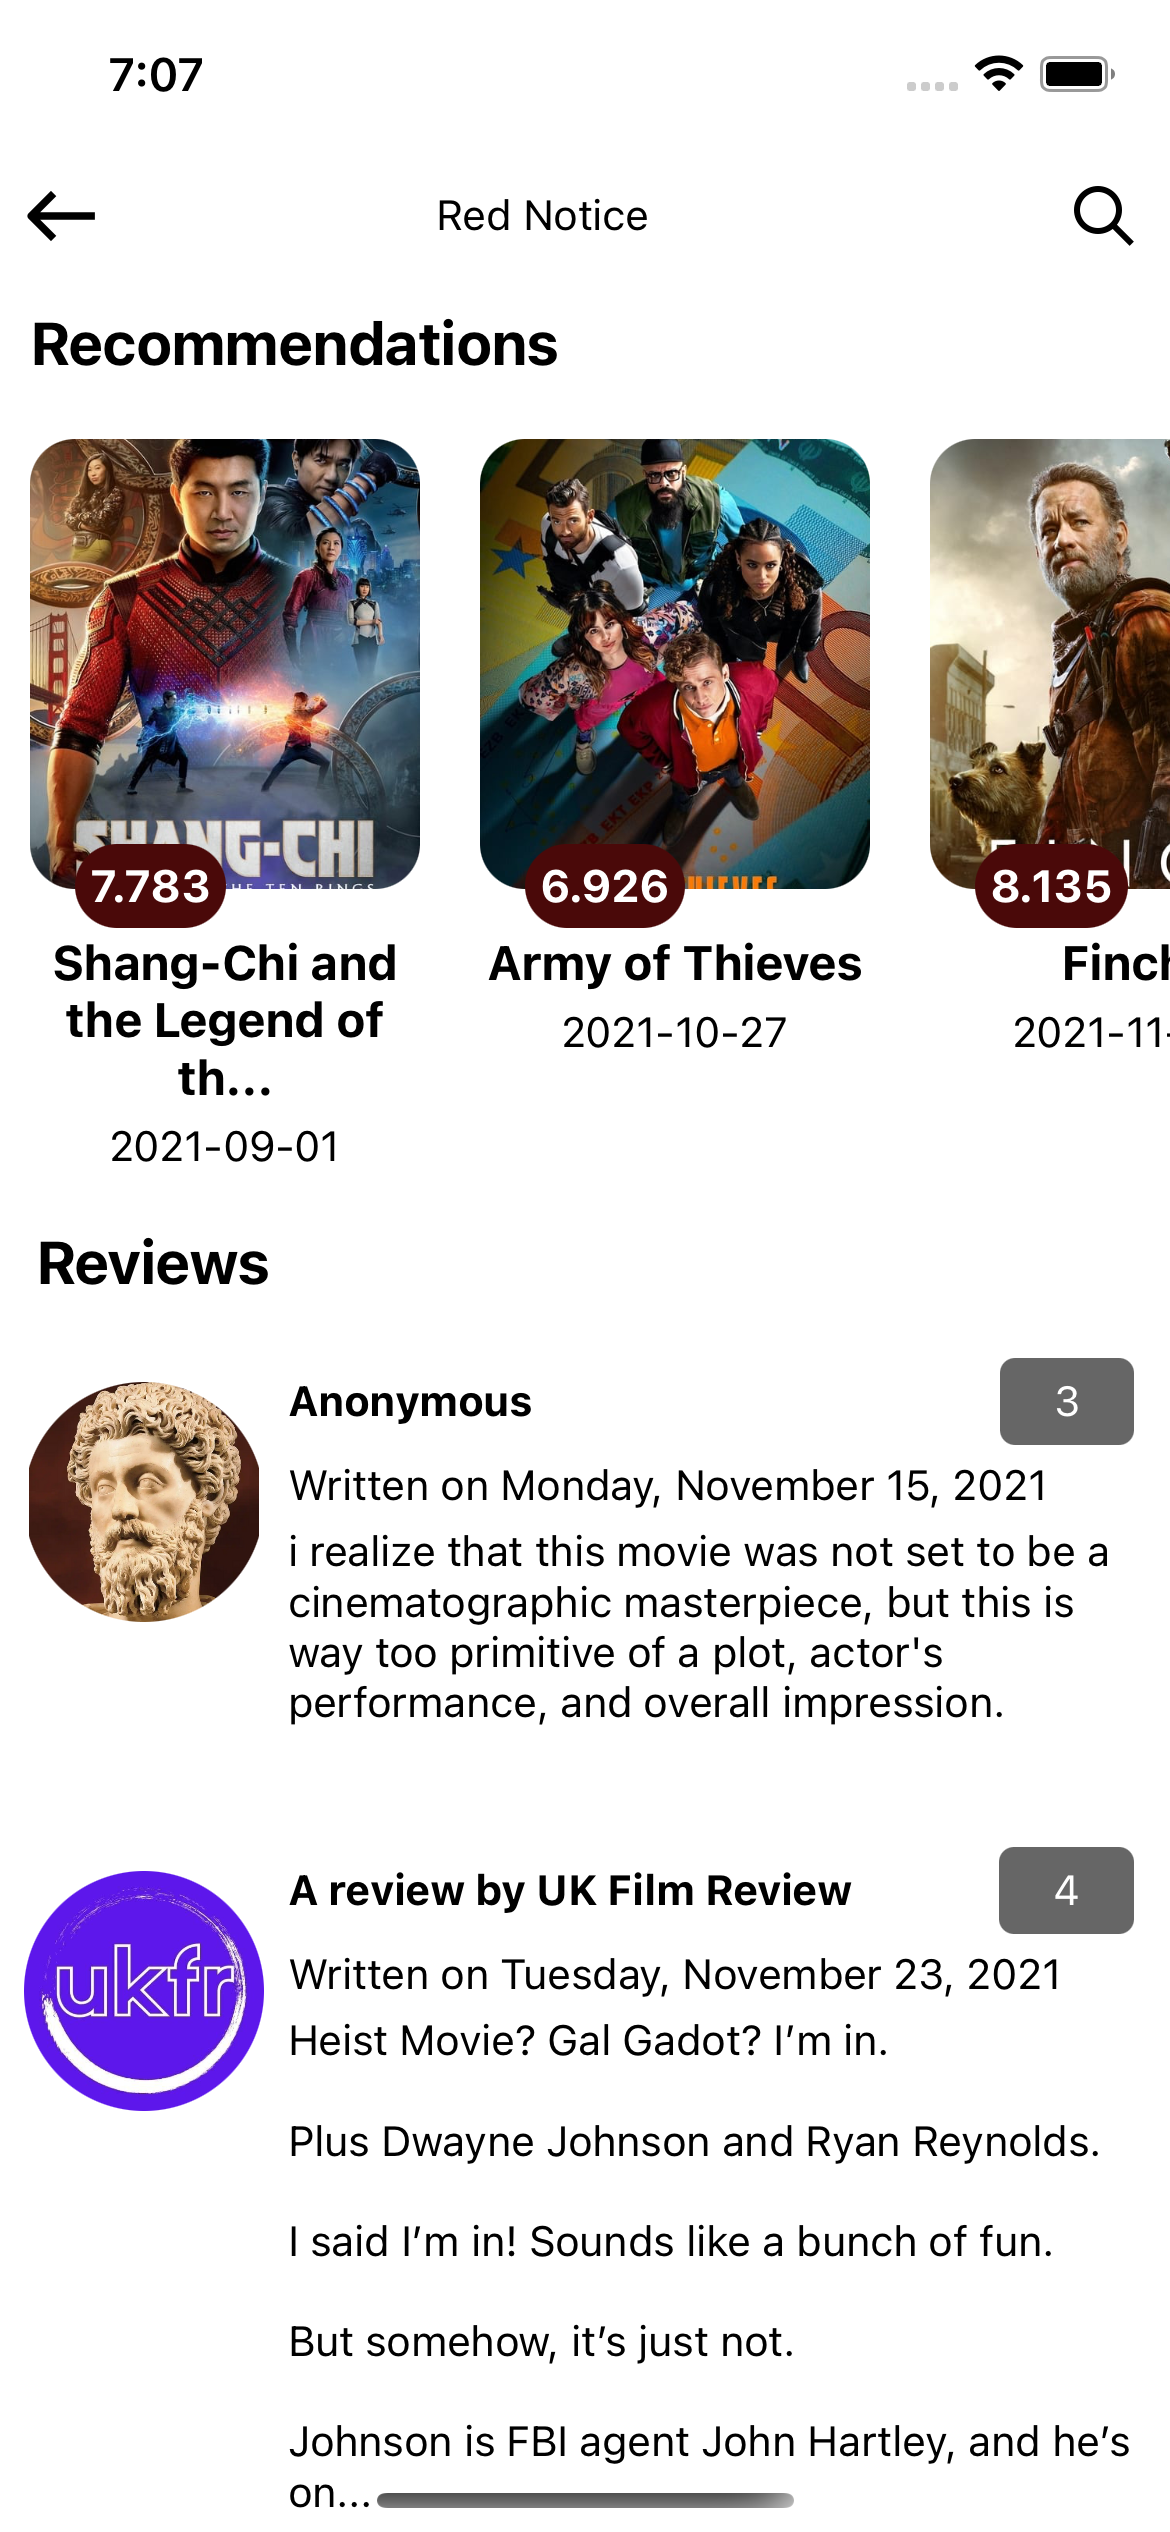 7:07
Red Notice
Recommendations
SHANG-CHI
THE TEN RINGS
EKT EKP
7.783
6.926
8.135
Shang-Chi and
the Legend of
th...
2021-09-01
Army of Thieves
2021-10-27
Finch
2021-11-
Reviews
Anonymous
3
Written on Monday, November 15, 2021
i realize that this movie was not set to be a
cinematographic masterpiece, but this is
way too primitive of a plot, actor's
performance, and overall impression.
ukfr
A review by UK Film Review
4
Written on Tuesday, November 23, 2021
Heist Movie? Gal Gadot? I’m in.
Plus Dwayne Johnson and Ryan Reynolds.
I said I’m in! Sounds like a bunch of fun.
But somehow, it’s just not.
Johnson is FBI agent John Hartley, and he’s
on...